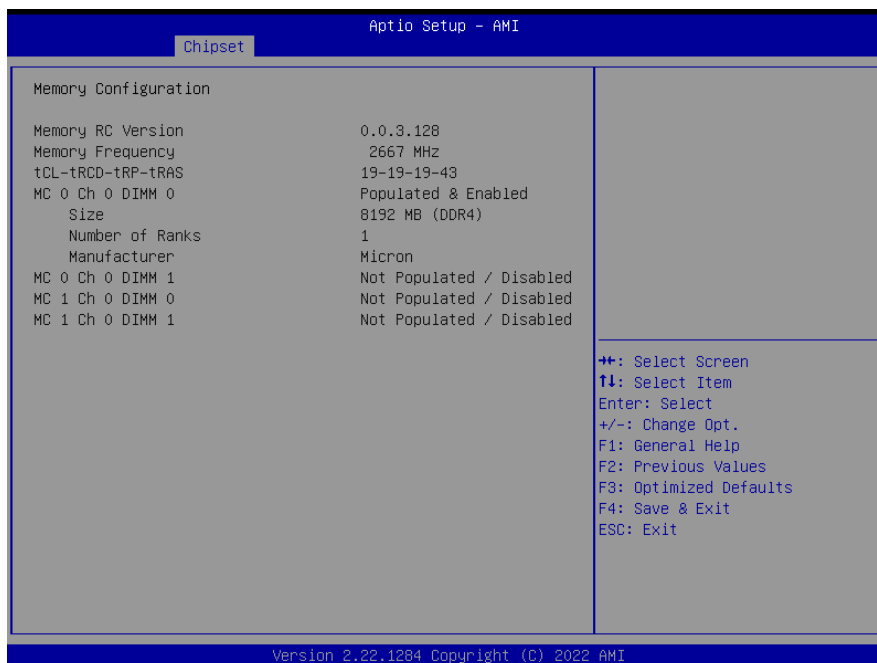 Aptio Setup – AMI
Chipset
Memory Configuration
Memory RC Version 0.0.3.128
Memory Frequency 2667 MHz
tCL-tRCD-tRP-tRAS 19-19-19-43
MC 0 Ch 0 DIMM 0 Populated & Enabled
Size 8192 MB (DDR4)
Number of Ranks 1
Manufacturer Micron
MC 0 Ch 0 DIMM 1 Not Populated / Disabled
MC 1 Ch 0 DIMM 0 Not Populated / Disabled
MC 1 Ch 0 DIMM 1 Not Populated / Disabled
→←: Select Screen
↑↓: Select Item
Enter: Select
+/-: Change Opt.
F1: General Help
F2: Previous Values
F3: Optimized Defaults
F4: Save & Exit
ESC: Exit
Version 2.22.1284 Copyright (C) 2022 AMI